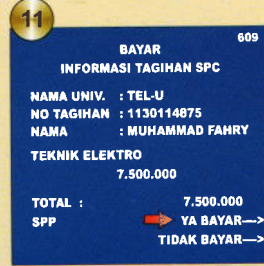 11
609
BAYAR
INFORMASI TAGIHAN SPC
NAMA UNIV. : TEL-U
NO TAGIHAN : 1130114875
NAMA : MUHAMMAD FAHRY
TEKNIK ELEKTRO
7.500.000
TOTAL : 7.500.000
SPP YA BAYAR-->
TIDAK BAYAR-->